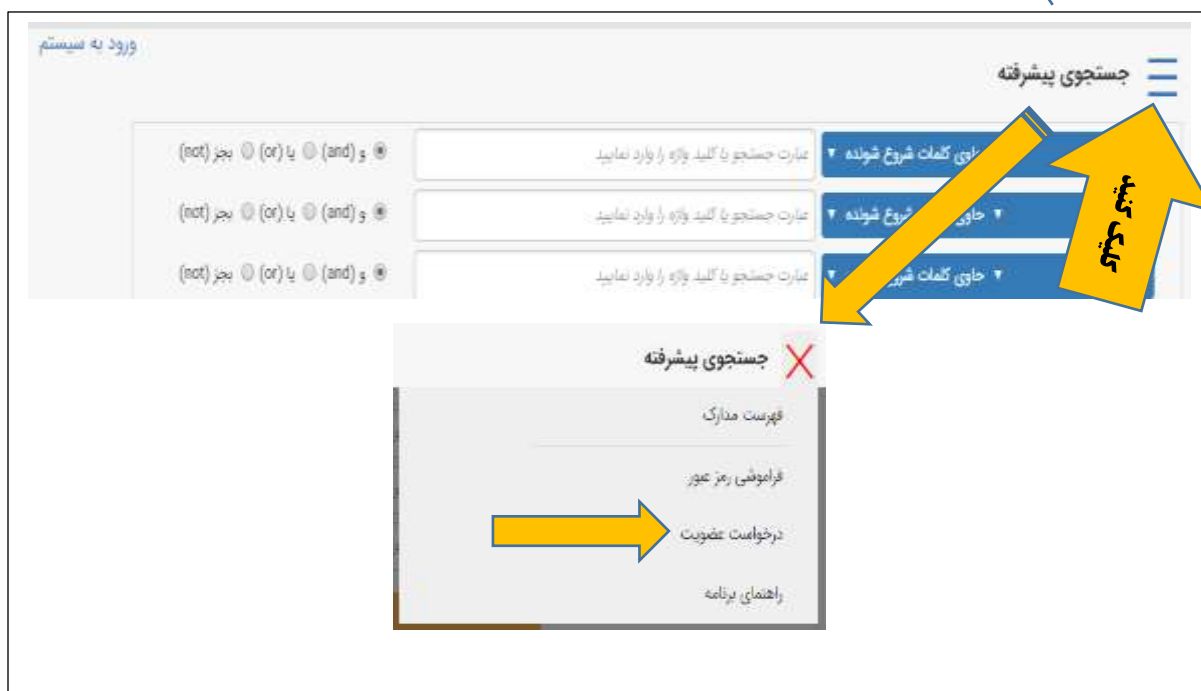 ورود به سیستم
جستجوی پیشرفته
حاوی کلمات شروع شونده ▼ عبارت جستجو یا کلید واژه را وارد نمایید و (and) یا (or) بجز (not)
▼ حاوی شروع شونده ▼ عبارت جستجو یا کلید واژه را وارد نمایید و (and) یا (or) بجز (not)
▼ حاوی کلمات ▼ عبارت جستجو یا کلید واژه را وارد نمایید و (and) یا (or) بجز (not)
کلیک کنید
جستجوی پیشرفته
فهرست مدارک
فراموشی رمز عبور
درخواست عضویت
راهنمای برنامه